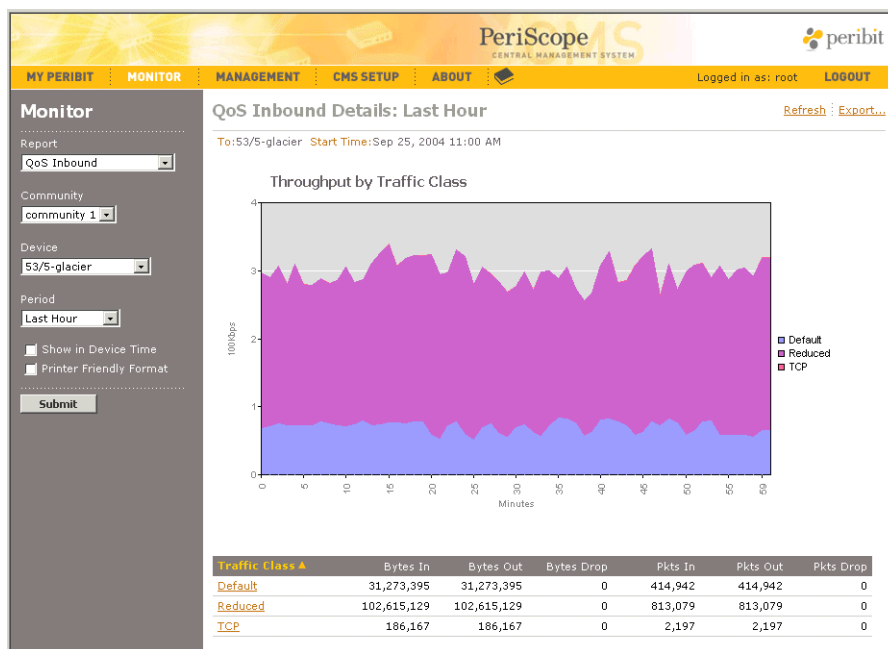 PeriScope
CENTRAL MANAGEMENT SYSTEM
CMS
peribit
MY PERIBIT MONITOR MANAGEMENT CMS SETUP ABOUT Logged in as: root LOGOUT
Monitor
Report
QoS Inbound
Community
community 1
Device
53/5-glacier
Period
Last Hour
Show in Device Time
Printer Friendly Format
Submit
QoS Inbound Details: Last Hour
Refresh Export...
To:53/5-glacier Start Time:Sep 25, 2004 11:00 AM
Throughput by Traffic Class
4
3
2
1
0
100Kbps
0 5 10 15 20 25 30 35 40 45 50 55 59
Minutes
Default
Reduced
TCP
Traffic Class Bytes In Bytes Out Bytes Drop Pkts In Pkts Out Pkts Drop
Default 31,273,395 31,273,395 0 414,942 414,942 0
Reduced 102,615,129 102,615,129 0 813,079 813,079 0
TCP 186,167 186,167 0 2,197 2,197 0